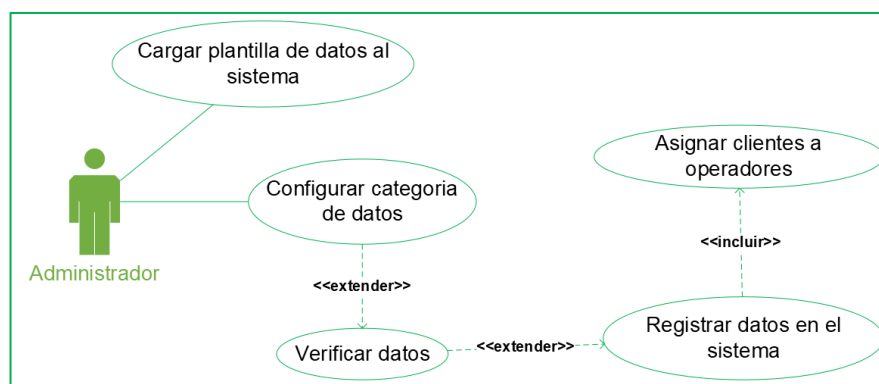 Cargar plantilla de datos al
sistema
Asignar clientes a
operadores
Configurar categoria
de datos
<<incluir>>
Administrador
<<extender>>
Registrar datos en el
sistema
Verificar datos
<<extender>>